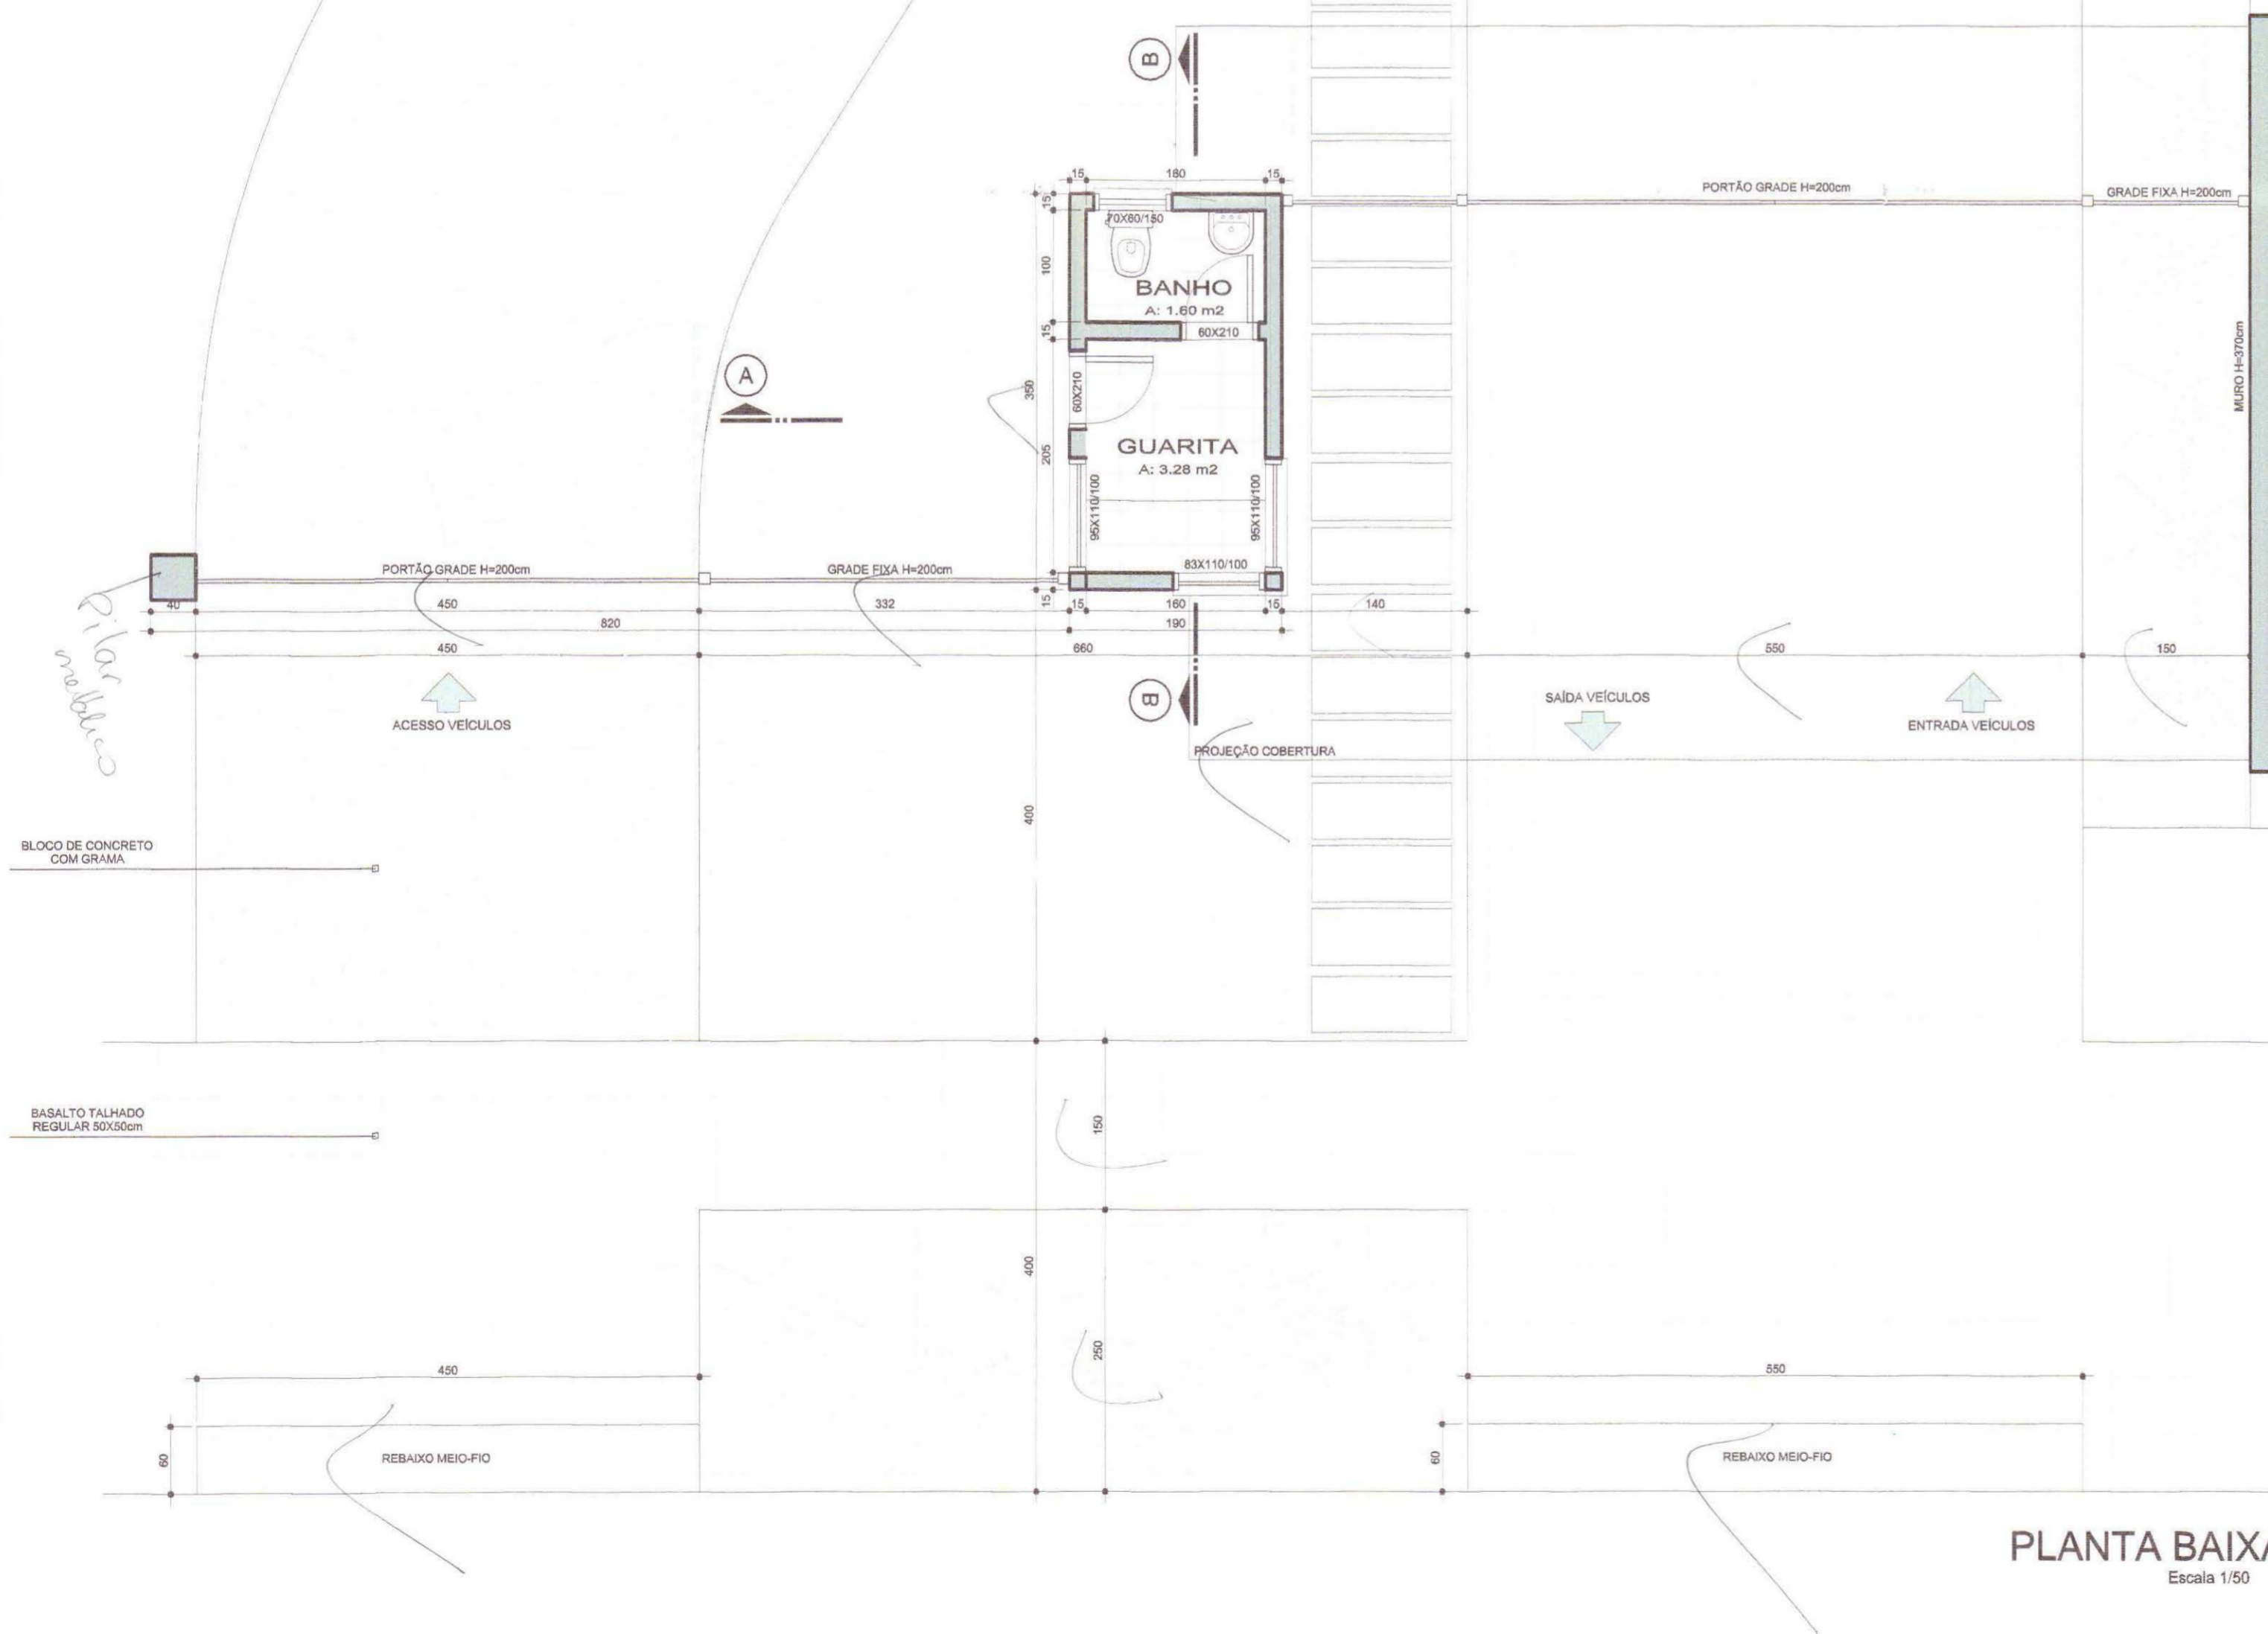 B
15
180
15
PORTÃO GRADE H=200cm
GRADE FIXA H=200cm
15
70X60/150
100
BANHO
A: 1.60 m2
15
60X210
MURO H=370cm
A
350
60X210
205
GUARITA
A: 3.28 m2
95X110/100
95X110/100
83X110/100
PORTÃO GRADE H=200cm
GRADE FIXA H=200cm
40
450
332
15
15
160
15
140
820
190
450
660
550
150
Pilar
metálico
ACESSO VEÍCULOS
B
SAÍDA VEÍCULOS
ENTRADA VEÍCULOS
PROJEÇÃO COBERTURA
400
BLOCO DE CONCRETO
COM GRAMA
BASALTO TALHADO
REGULAR 50X50cm
150
400
250
450
550
60
REBAIXO MEIO-FIO
60
REBAIXO MEIO-FIO
PLANTA BAIXA
Escala 1/50